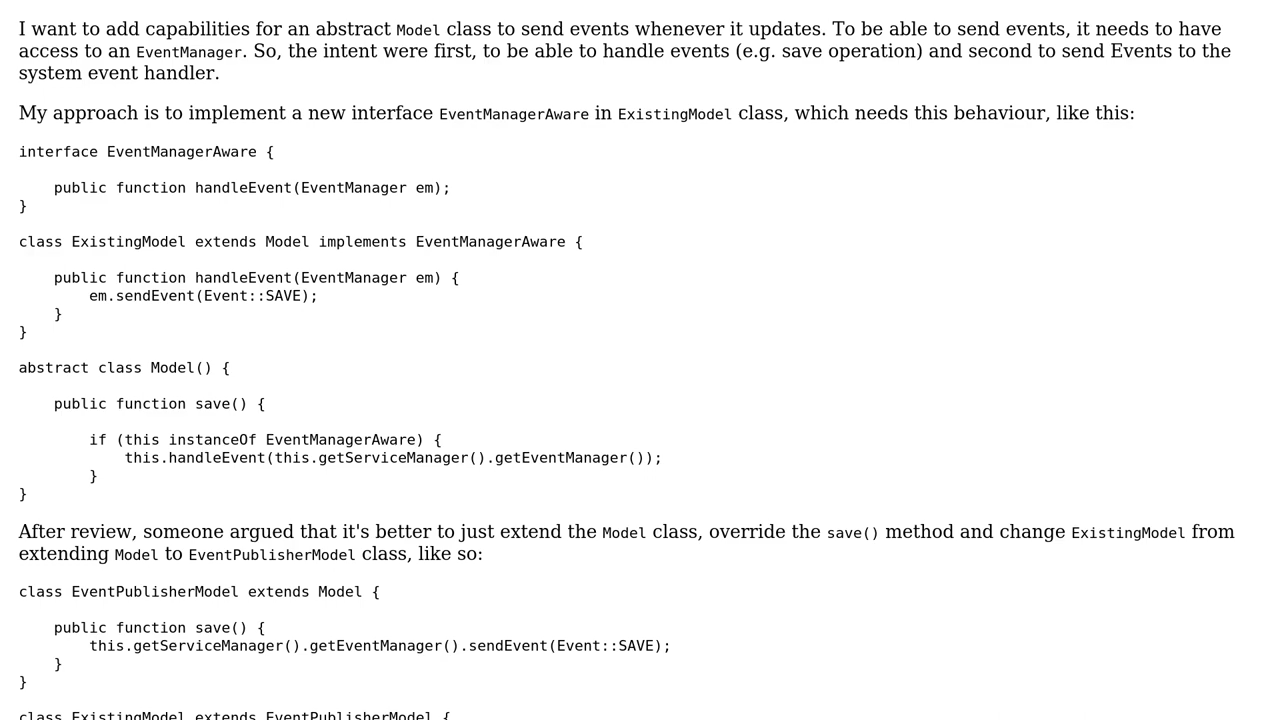 I want to add capabilities for an abstract Model class to send events whenever it updates. To be able to send events, it needs to have
access to an EventManager. So, the intent were first, to be able to handle events (e.g. save operation) and second to send Events to the
system event handler.
My approach is to implement a new interface EventManagerAware in ExistingModel class, which needs this behaviour, like this:
interface EventManagerAware {
    public function handleEvent(EventManager em);
}
class ExistingModel extends Model implements EventManagerAware {
    public function handleEvent(EventManager em) {
        em.sendEvent(Event::SAVE);
    }
}
abstract class Model() {
    public function save() {
        if (this instanceOf EventManagerAware) {
            this.handleEvent(this.getServiceManager().getEventManager());
        }
}
After review, someone argued that it's better to just extend the Model class, override the save() method and change ExistingModel from
extending Model to EventPublisherModel class, like so:
class EventPublisherModel extends Model {
    public function save() {
        this.getServiceManager().getEventManager().sendEvent(Event::SAVE);
    }
}
class ExistingModel extends EventPublisherModel {